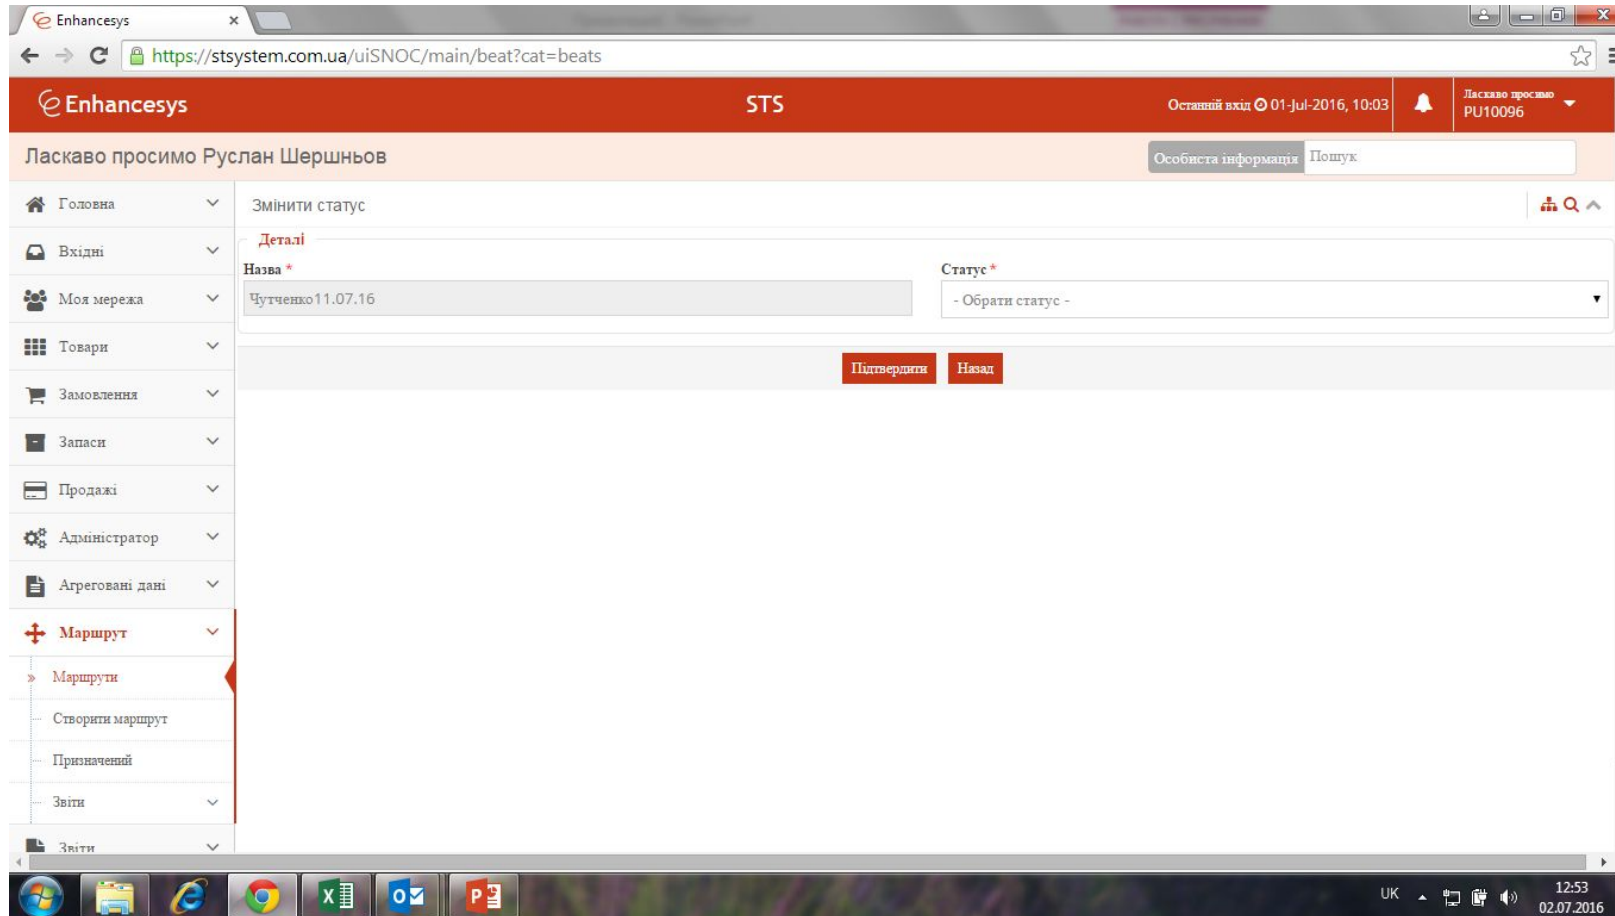 Enhancesys
https://stsystem.com.ua/uiSNOC/main/beat?cat=beats
Enhancesys
STS
Останній вхід 01-Jul-2016, 10:03
Ласкаво просимо
PU10096
Ласкаво просимо Руслан Шершньов
Особиста інформація
Пошук
Головна
Вхідні
Моя мережа
Товари
Замовлення
Запаси
Продажі
Адміністратор
Агреговані дані
Маршрут
Маршрути
Створити маршрут
Призначений
Звіти
Звіти
Змінити статус
Деталі
Назва *
Чутченко11.07.16
Статус *
- Обрати статус -
Підтвердити
Назад
UK
12:53
02.07.2016